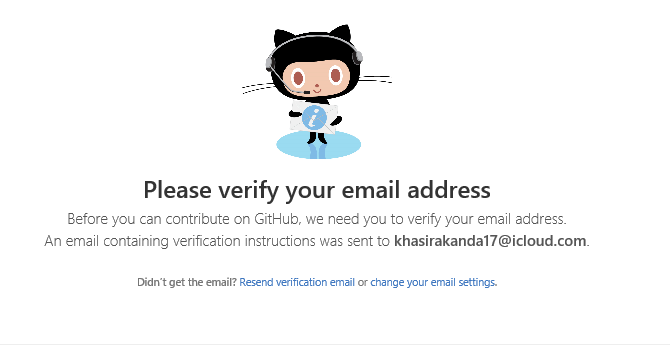 i
Please verify your email address
Before you can contribute on GitHub, we need you to verify your email address.
An email containing verification instructions was sent to khasirakanda17@icloud.com.
Didn't get the email? Resend verification email or change your email settings.